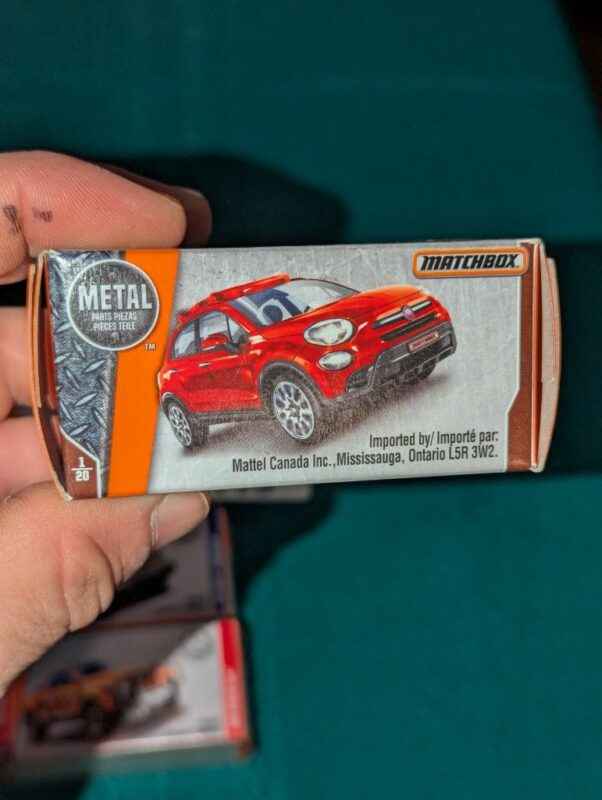 MATCHBOX
METAL
PARTS PIEZAS
PIÈCES TEILE
TM
Imported by/ Importé par:
Mattel Canada Inc.,Mississauga, Ontario L5R 3W2.
1
20